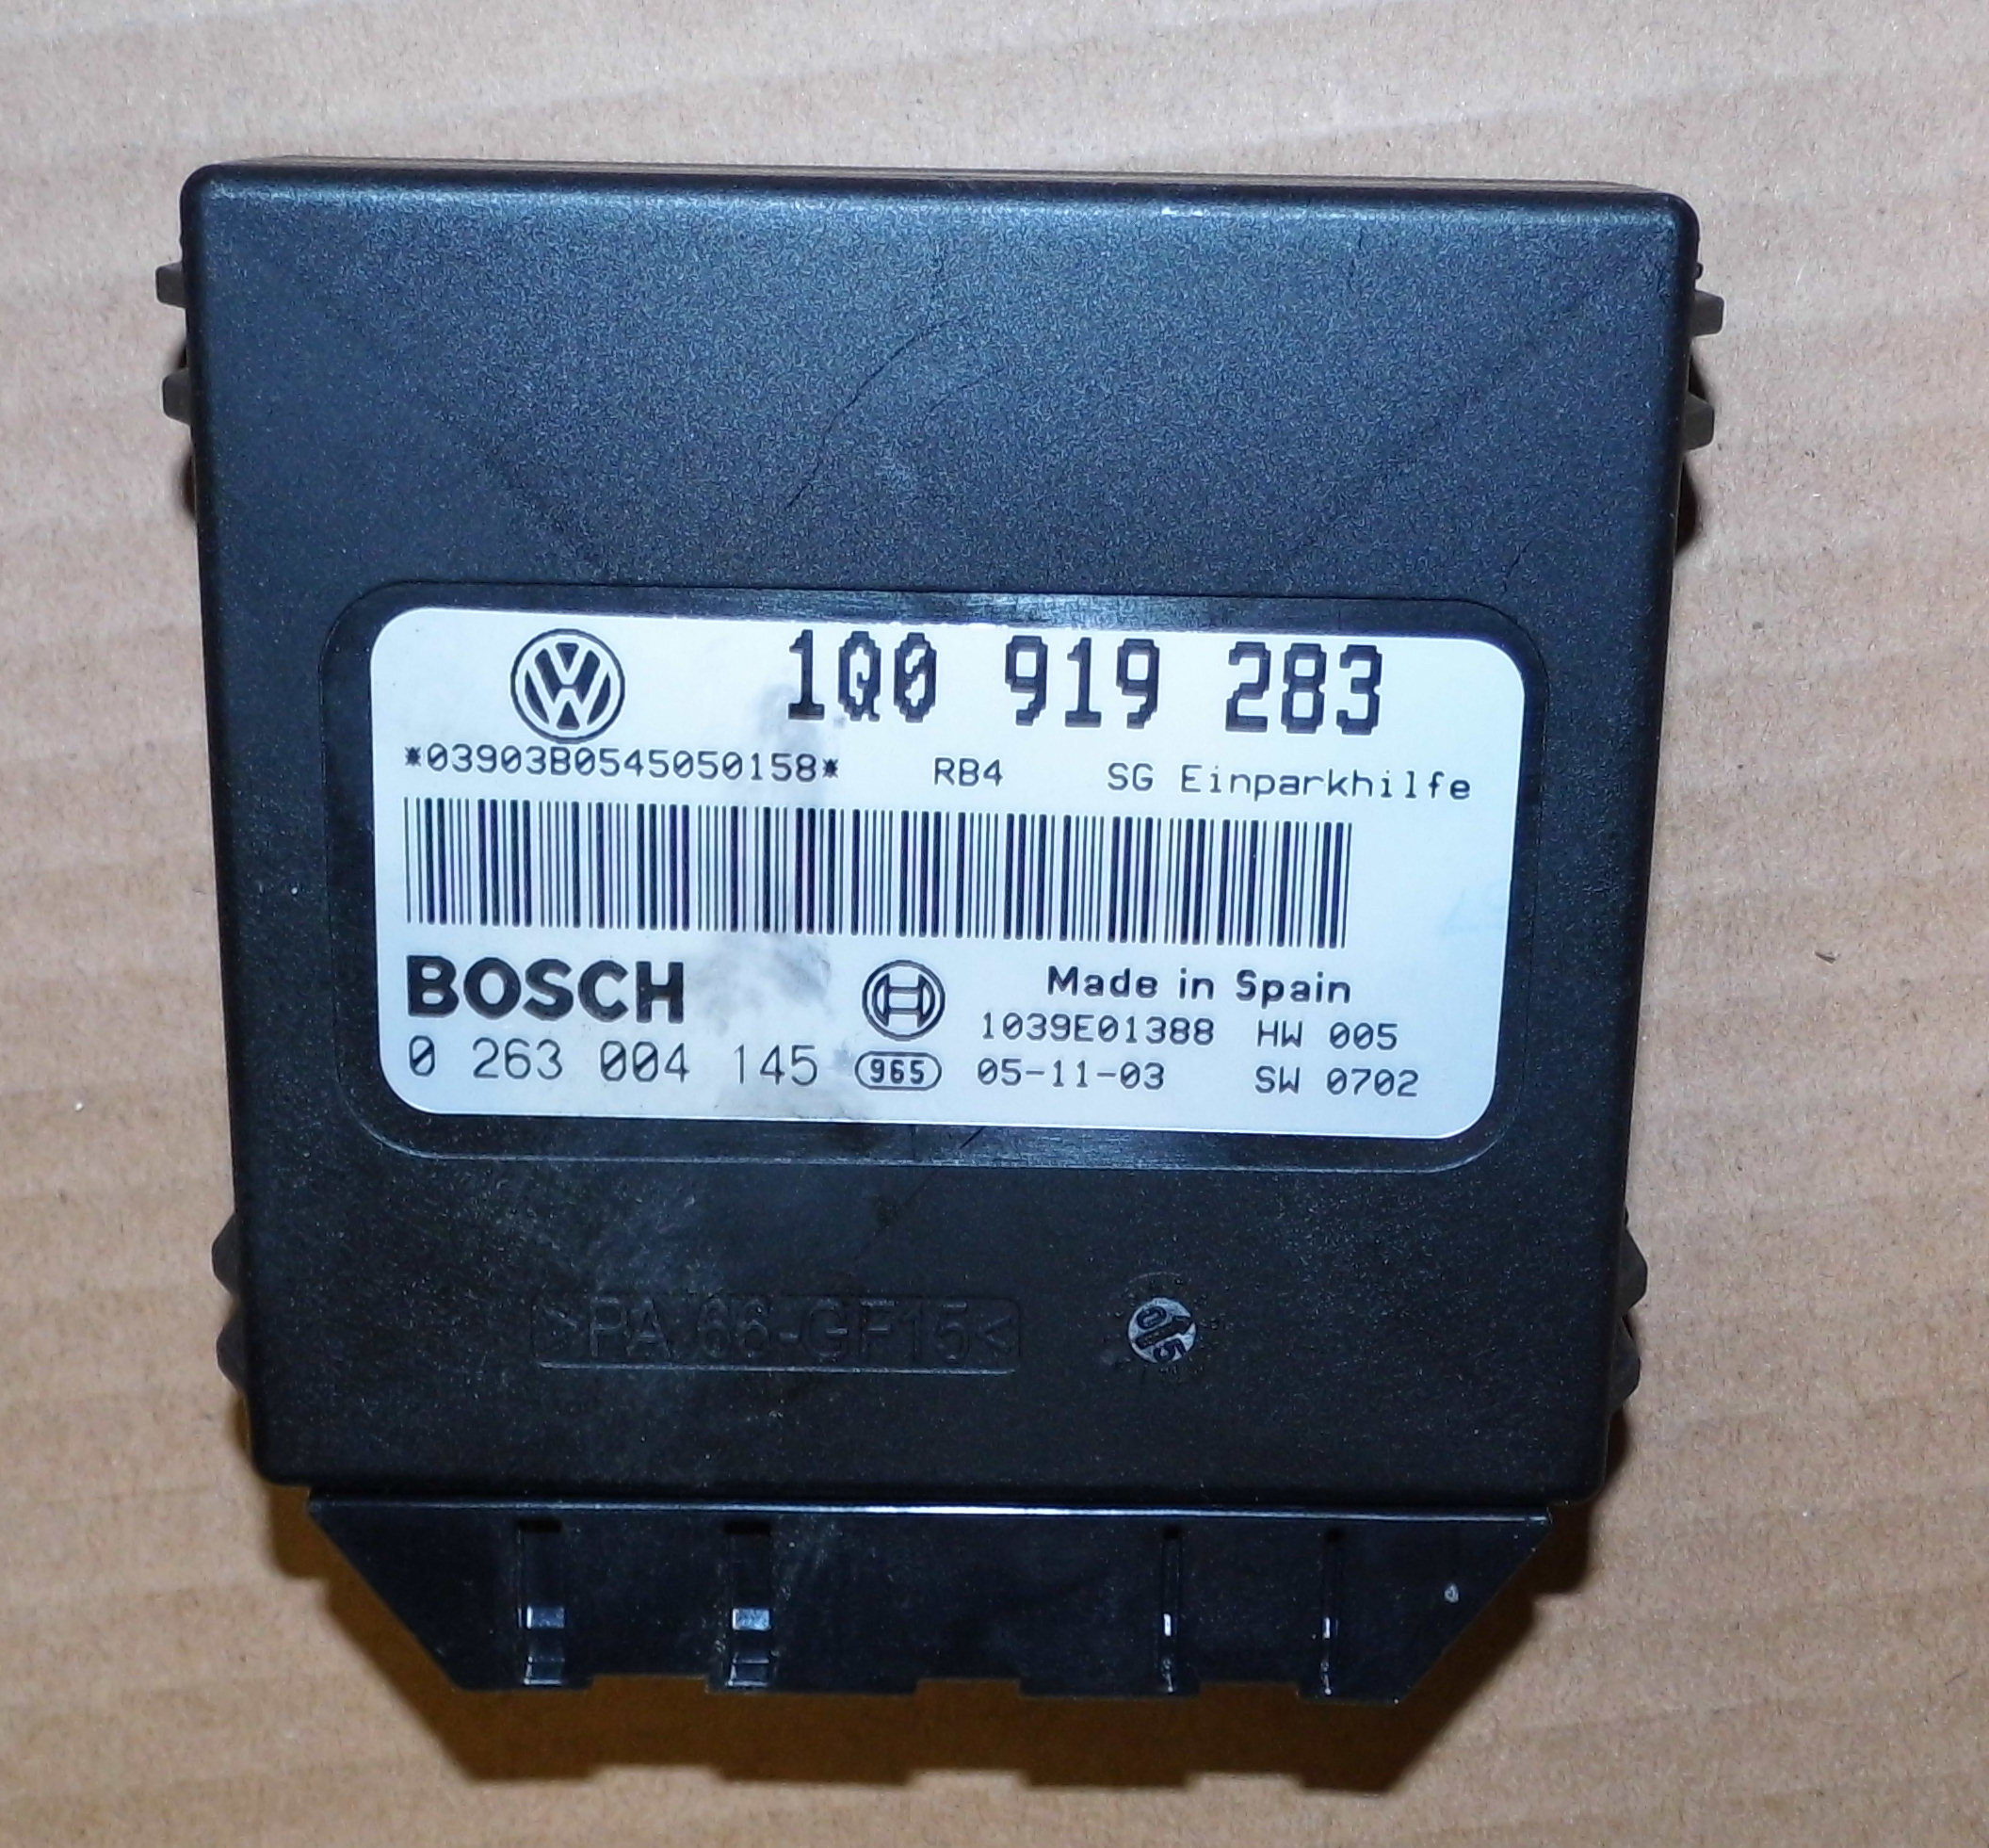 1Q0 919 283
*03903B0545050158* RB4 SG Einparkhilfe
BOSCH Made in Spain
1039E01388 HW 005
0 263 004 145 965 05-11-03 SW 0702
>PA 66-GF15<